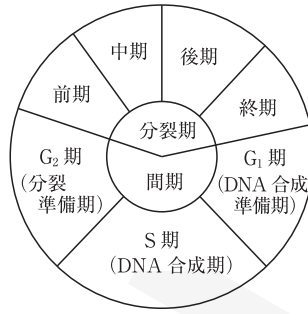 中期
後期
前期
終期
分裂期
間期
G₂ 期
(分裂
準備期)
G₁ 期
(DNA 合成
準備期)
S 期
(DNA 合成期)